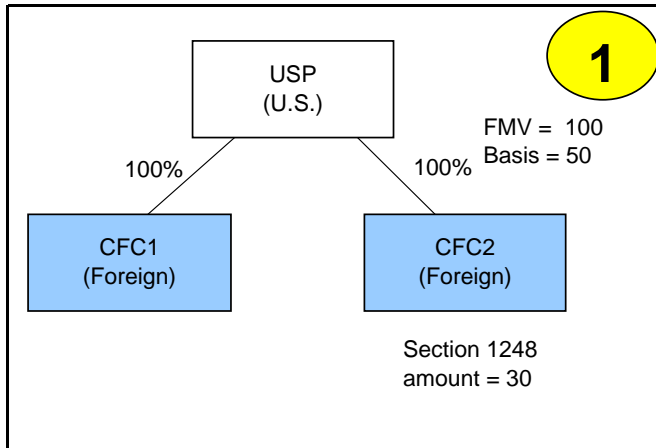 1
USP
(U.S.)
FMV = 100
Basis = 50
100%
100%
CFC1
(Foreign)
CFC2
(Foreign)
Section 1248
amount = 30